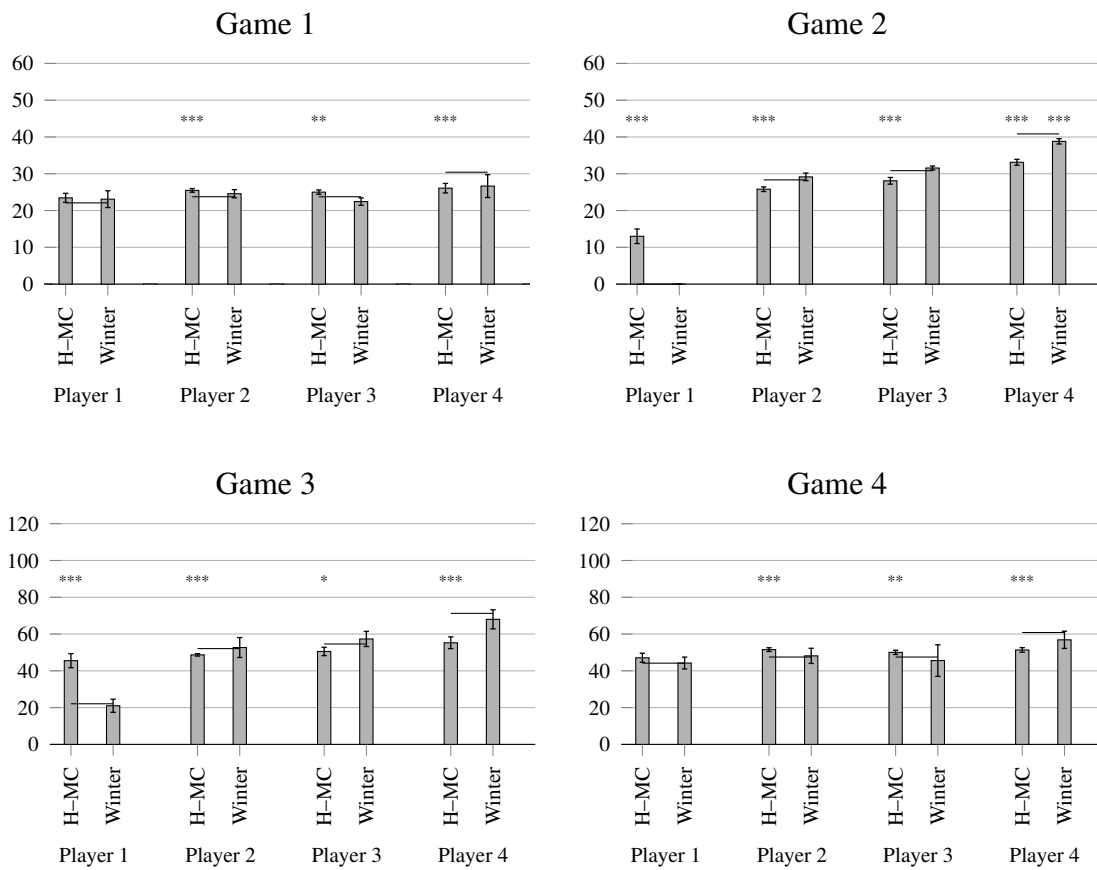 Game 1
60
50
40
30
20
10
0
*** ** ***
H–MC Winter H–MC Winter H–MC Winter H–MC Winter
Player 1 Player 2 Player 3 Player 4
Game 2
60
50
40
30
20
10
0
*** *** *** *** ***
H–MC Winter H–MC Winter H–MC Winter H–MC Winter
Player 1 Player 2 Player 3 Player 4
Game 3
120
100
80
60
40
20
0
*** *** * ***
H–MC Winter H–MC Winter H–MC Winter H–MC Winter
Player 1 Player 2 Player 3 Player 4
Game 4
120
100
80
60
40
20
0
*** ** ***
H–MC Winter H–MC Winter H–MC Winter H–MC Winter
Player 1 Player 2 Player 3 Player 4